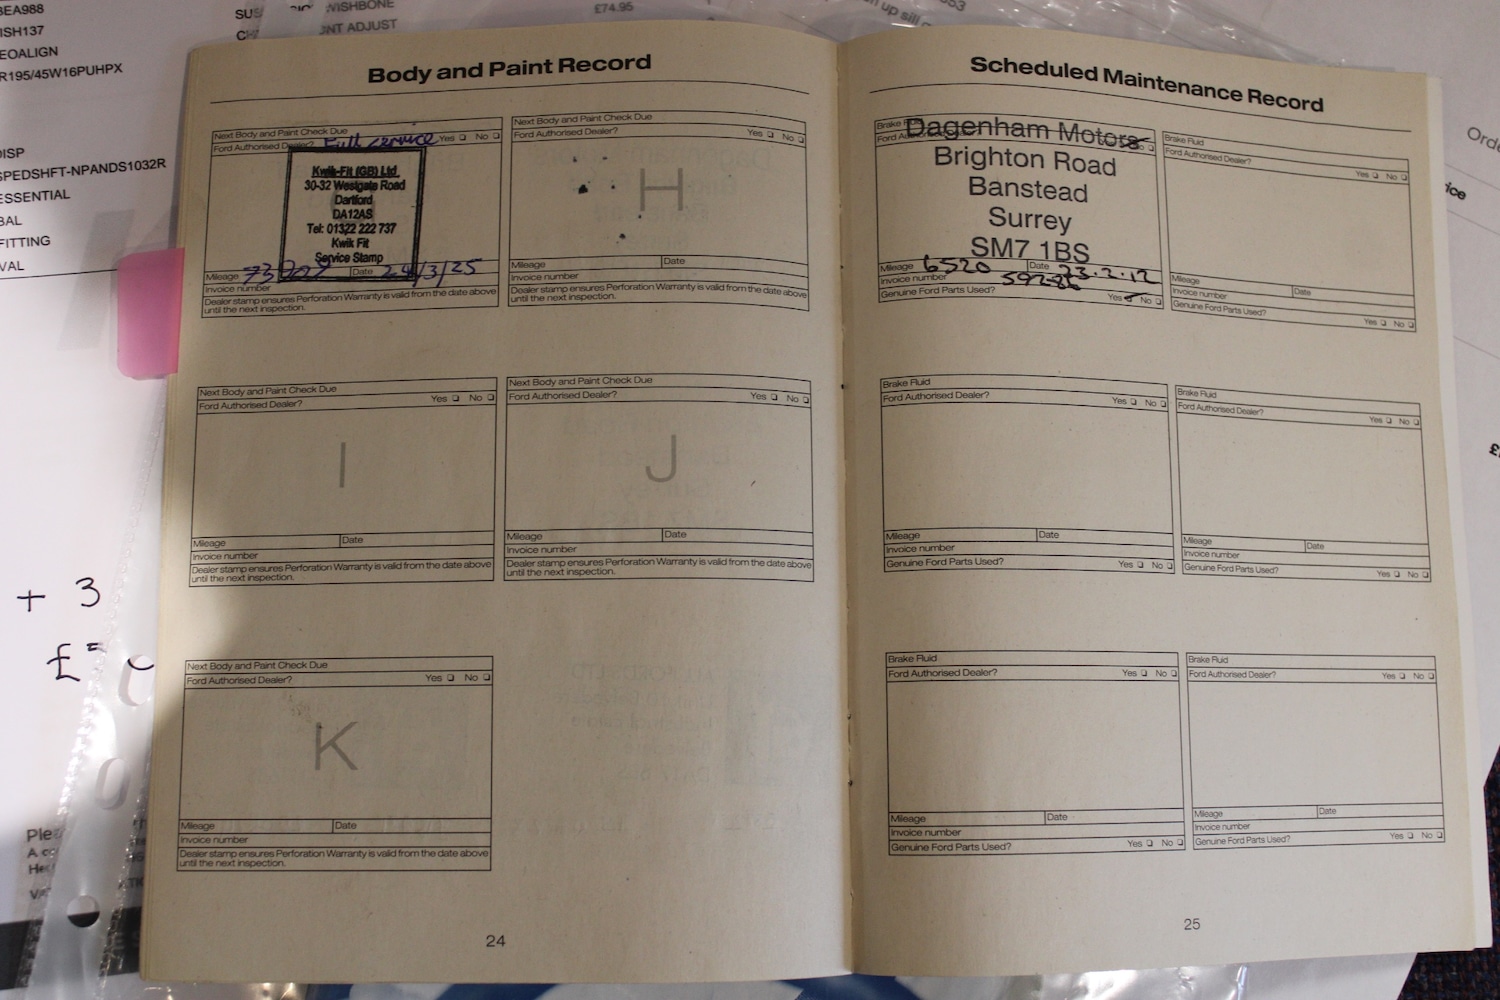 EA988
ISH137
EOALIGN
R195/45W16PUHPX
DISP
SPEDSHFT-NPANDS1032R
ESSENTIAL
BAL
FITTING
VAL
WISHBONE
£74.95
NT ADJUST
+ 3
£
Body and Paint Record
Next Body and Paint Check Due
Full service Yes No
Ford Authorised Dealer?
Kwik-Fit (GB) Ltd
30-32 Westgate Road
Dartford
DA12AS
Tel: 01322 222 737
Kwik Fit
Service Stamp
Mileage Date 24/3/25
Invoice number
Dealer stamp ensures Perforation Warranty is valid from the date above
until the next inspection.
Next Body and Paint Check Due
Ford Authorised Dealer? Yes No
H
Mileage Date
Invoice number
Dealer stamp ensures Perforation Warranty is valid from the date above
until the next inspection.
Next Body and Paint Check Due
Ford Authorised Dealer? Yes No
I
Mileage Date
Invoice number
Dealer stamp ensures Perforation Warranty is valid from the date above
until the next inspection.
Next Body and Paint Check Due
Ford Authorised Dealer? Yes No
J
Mileage Date
Invoice number
Dealer stamp ensures Perforation Warranty is valid from the date above
until the next inspection.
Next Body and Paint Check Due
Ford Authorised Dealer? Yes No
K
Mileage Date
Invoice number
Dealer stamp ensures Perforation Warranty is valid from the date above
until the next inspection.
24
Scheduled Maintenance Record
Brake Fluid
Dagenham Motors
Brighton Road
Banstead
Surrey
SM7 1BS
Mileage 6520 Date 23.2.12
Invoice number
Genuine Ford Parts Used? Yes No
Brake Fluid
Ford Authorised Dealer?
Yes No
Mileage
Invoice number Date
Genuine Ford Parts Used?
Yes No
Brake Fluid
Ford Authorised Dealer? Yes No
Mileage Date
Invoice number
Genuine Ford Parts Used? Yes No
Brake Fluid
Ford Authorised Dealer?
Yes No
Mileage Date
Invoice number
Genuine Ford Parts Used? Yes No
Brake Fluid
Ford Authorised Dealer? Yes No
Mileage Date
Invoice number
Genuine Ford Parts Used? Yes No
Brake Fluid
Ford Authorised Dealer? Yes No
Mileage Date
Invoice number
Genuine Ford Parts Used? Yes No
25